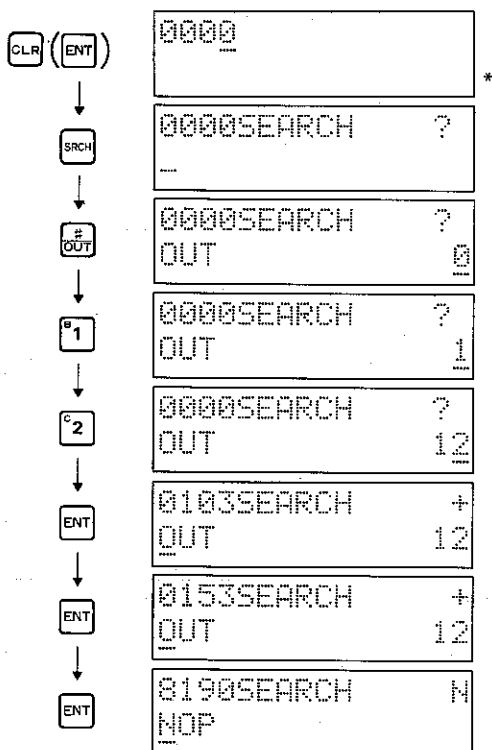 CLR (ENT) 0000
*
SRCH 0000SEARCH ?
# OUT 0000SEARCH ?
OUT 0
B 1 0000SEARCH ?
OUT 1
C 2 0000SEARCH ?
OUT 12
ENT 0103SEARCH +
OUT 12
ENT 0153SEARCH +
OUT 12
ENT 8190SEARCH N
NOP